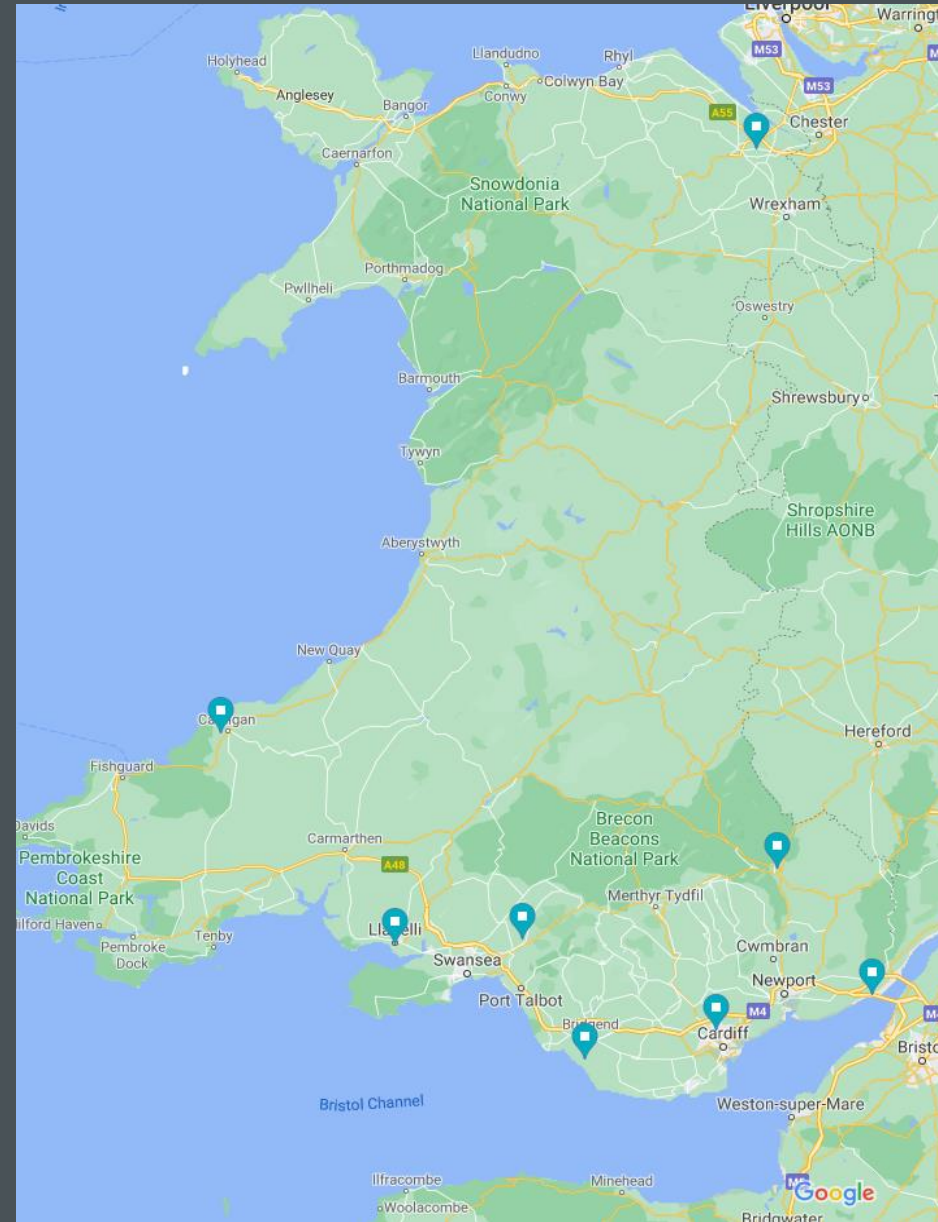 Liverpool
Warringt
M53
Holyhead
Llandudno
Rhyl
Colwyn Bay
M53
Anglesey
Conwy
Bangor
A55
Chester
Caernarfon
Snowdonia
National Park
Wrexham
Porthmadog
Pwllheli
Oswestry
Barmouth
Shrewsbury
Tywyn
Shropshire
Hills AONB
Aberystwyth
New Quay
Hereford
Fishguard
Davids
Brecon
Beacons
National Park
Carmarthen
A48
Pembrokeshire
Coast
National Park
Merthyr Tydfil
ilford Haven
Tenby
Pembroke
Dock
Cwmbran
Swansea
Newport
Port Talbot
M4
Bridgend
Cardiff
Bristo
Bristol Channel
Weston-super-Mare
Ilfracombe
Minehead
Google
Woolacombe
Bridgwater